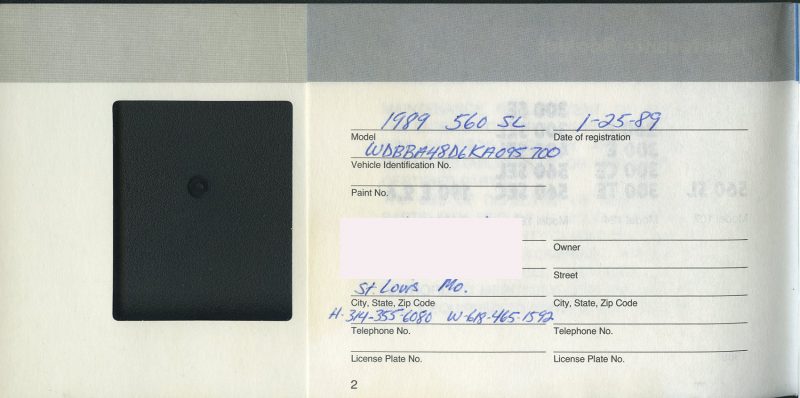 1989 560 SL 1-25-89
Model Date of registration
WDBBA48D6KA095700
Vehicle Identification No.
Paint No.
Owner
Street
St Louis Mo.
City, State, Zip Code City, State, Zip Code
H-314-355-6080 W-618-465-1592
Telephone No. Telephone No.
License Plate No. License Plate No.
2